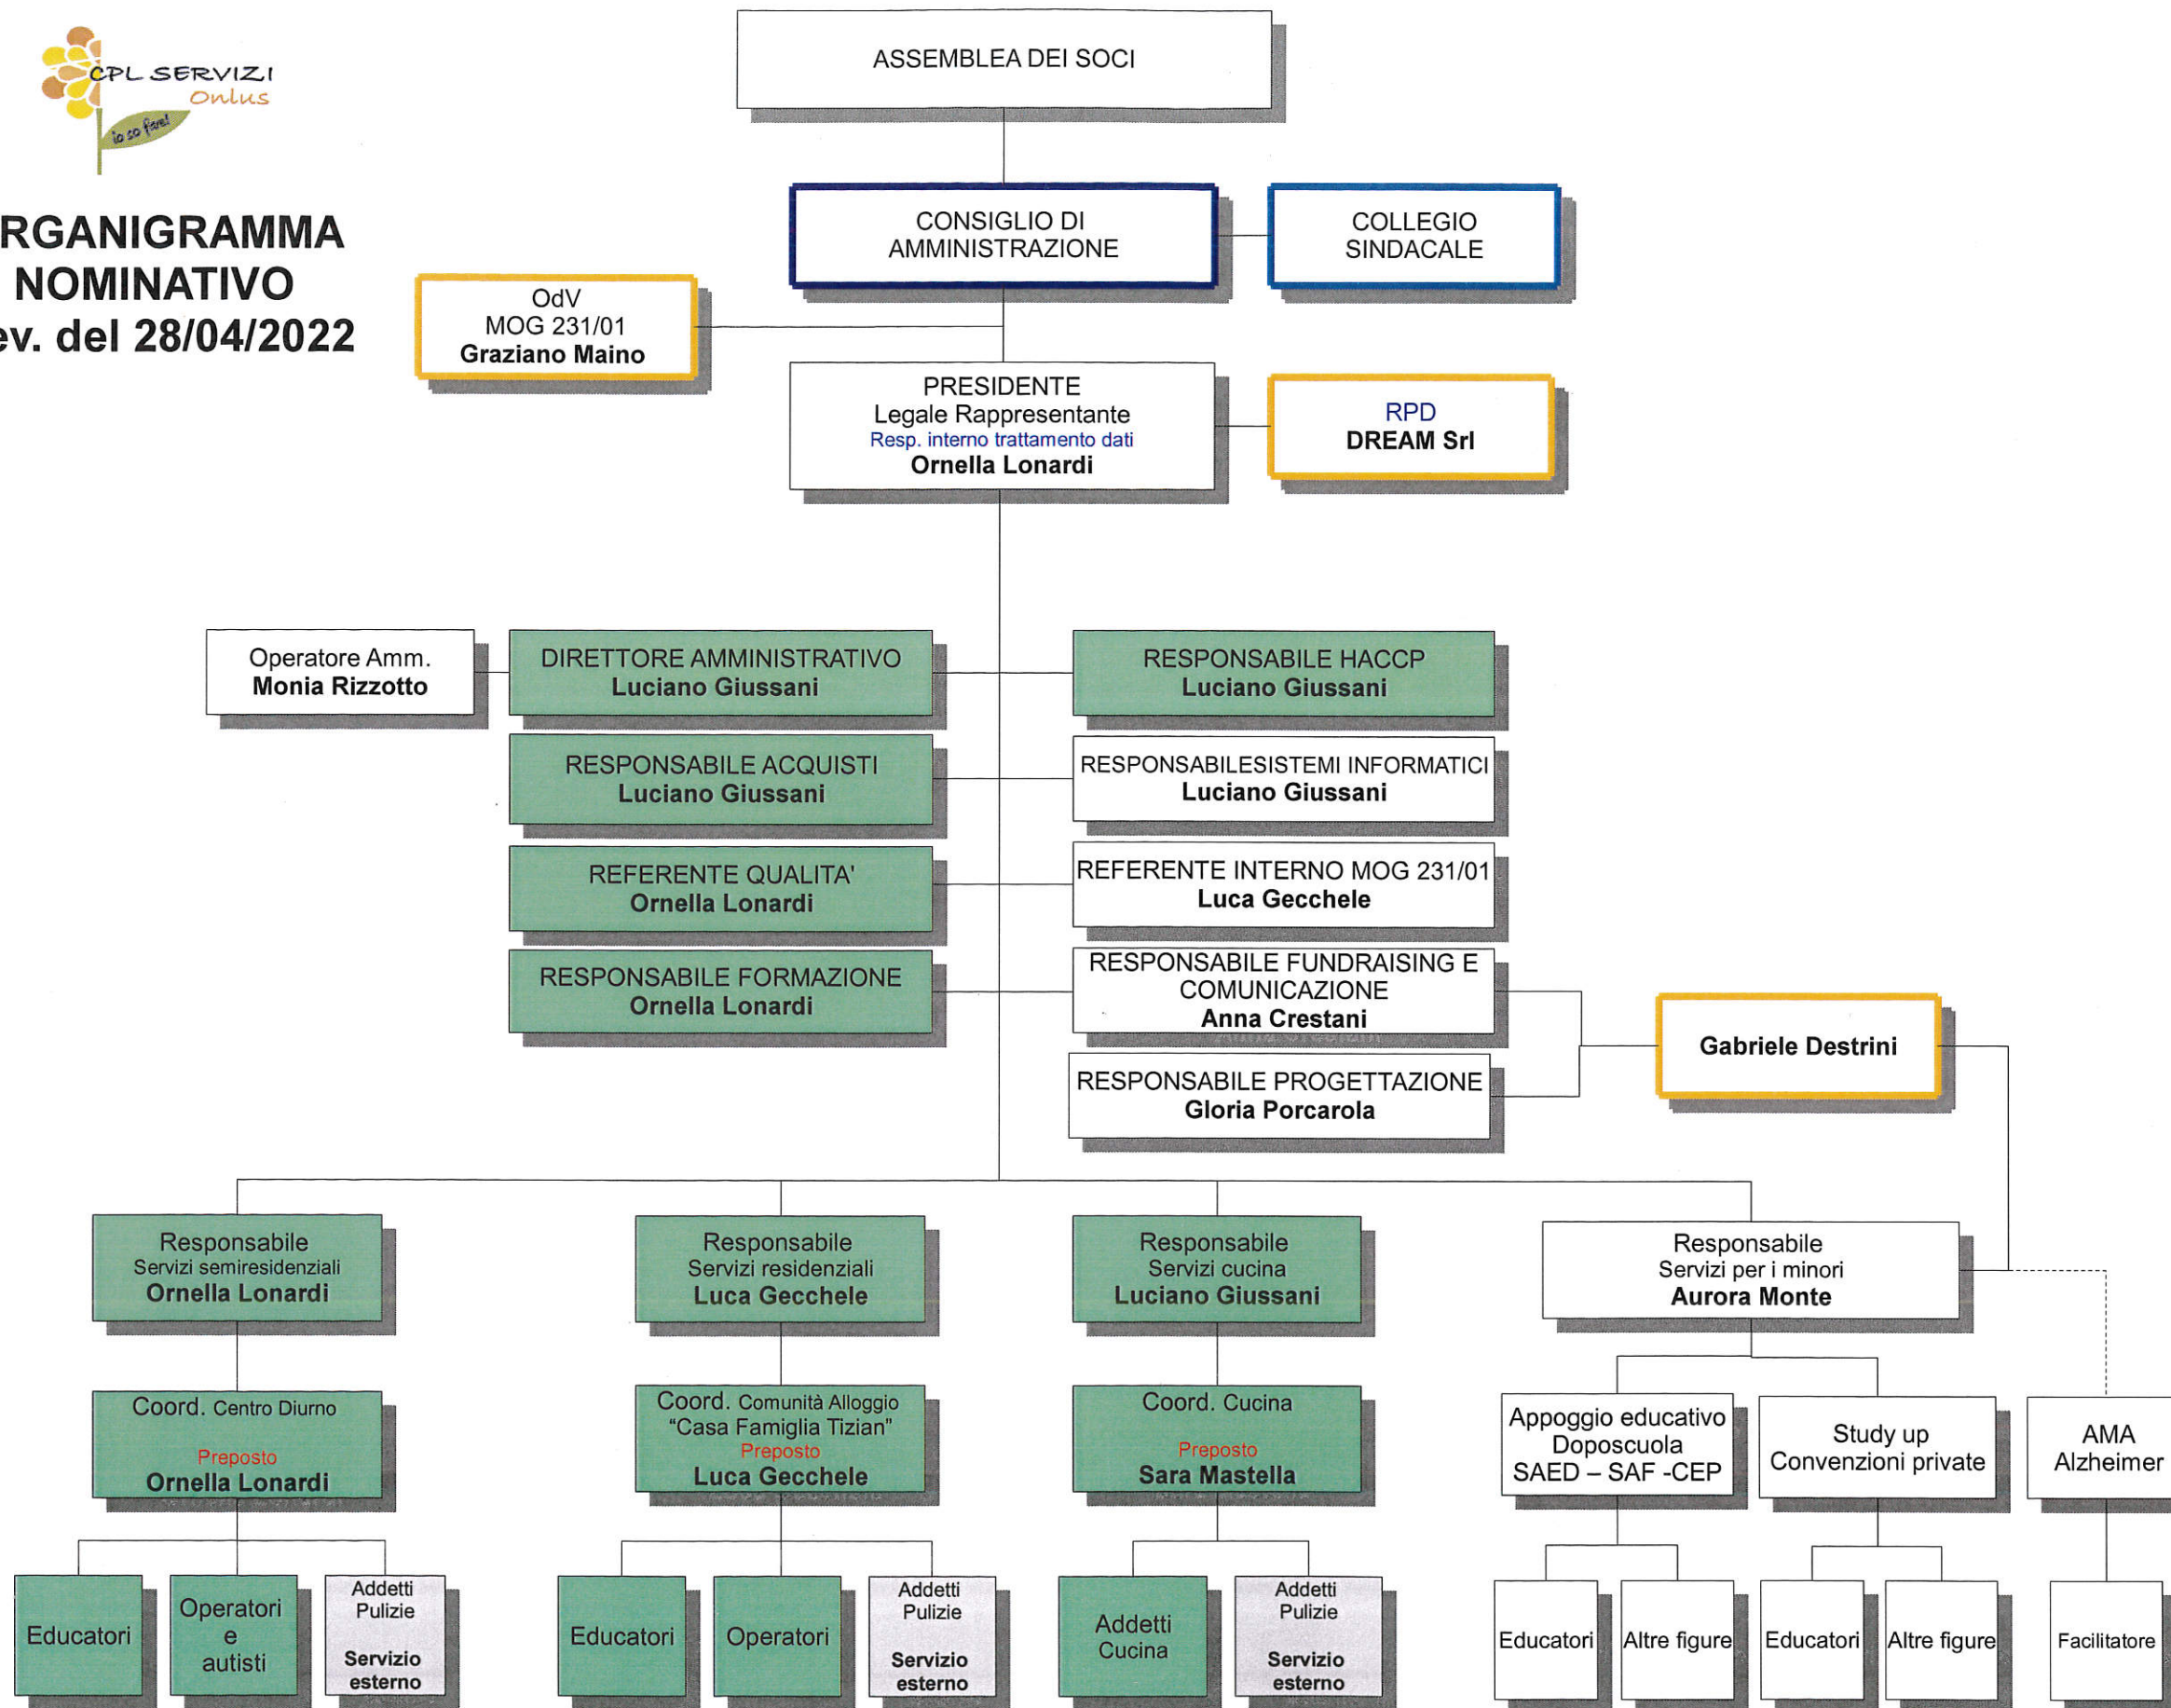 CPL SERVIZI
Onlus
io so fare!
RGANIGRAMMA
NOMINATIVO
ev. del 28/04/2022
ASSEMBLEA DEI SOCI
CONSIGLIO DI
AMMINISTRAZIONE
COLLEGIO
SINDACALE
OdV
MOG 231/01
Graziano Maino
PRESIDENTE
Legale Rappresentante
Resp. interno trattamento dati
Ornella Lonardi
RPD
DREAM Srl
Operatore Amm.
Monia Rizzotto
DIRETTORE AMMINISTRATIVO
Luciano Giussani
RESPONSABILE HACCP
Luciano Giussani
RESPONSABILE ACQUISTI
Luciano Giussani
RESPONSABILESISTEMI INFORMATICI
Luciano Giussani
REFERENTE QUALITA'
Ornella Lonardi
REFERENTE INTERNO MOG 231/01
Luca Gecchele
RESPONSABILE FORMAZIONE
Ornella Lonardi
RESPONSABILE FUNDRAISING E
COMUNICAZIONE
Anna Crestani
Gabriele Destrini
RESPONSABILE PROGETTAZIONE
Gloria Porcarola
Responsabile
Servizi semiresidenziali
Ornella Lonardi
Responsabile
Servizi residenziali
Luca Gecchele
Responsabile
Servizi cucina
Luciano Giussani
Responsabile
Servizi per i minori
Aurora Monte
Coord. Centro Diurno
Preposto
Ornella Lonardi
Coord. Comunità Alloggio
“Casa Famiglia Tizian”
Preposto
Luca Gecchele
Coord. Cucina
Preposto
Sara Mastella
Appoggio educativo
Doposcuola
SAED – SAF -CEP
Study up
Convenzioni private
AMA
Alzheimer
Educatori
Operatori
e
autisti
Addetti
Pulizie
Servizio
esterno
Educatori
Operatori
Addetti
Pulizie
Servizio
esterno
Addetti
Cucina
Addetti
Pulizie
Servizio
esterno
Educatori
Altre figure
Educatori
Altre figure
Facilitatore